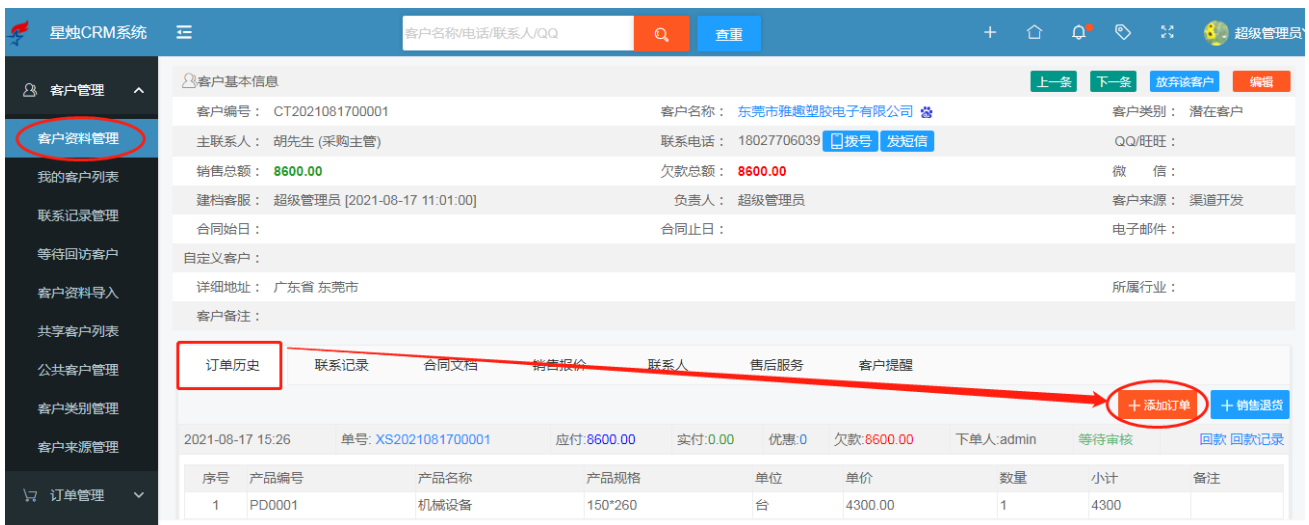 星烛CRM系统 客户名称/电话/联系人/QQ 查重 超级管理员
客户管理
客户资料管理
我的客户列表
联系记录管理
等待回访客户
客户资料导入
共享客户列表
公共客户管理
客户类别管理
客户来源管理
订单管理
客户基本信息 上一条 下一条 放弃该客户 编辑
客户编号： CT2021081700001 客户名称： 东莞市雅趣塑胶电子有限公司 客户类别： 潜在客户
主联系人： 胡先生 (采购主管) 联系电话： 18027706039 拨号 发短信 QQ/旺旺：
销售总额： 8600.00 欠款总额： 8600.00 微 信：
建档客服： 超级管理员 [2021-08-17 11:01:00] 负责人： 超级管理员 客户来源： 渠道开发
合同始日： 合同止日： 电子邮件：
自定义客户：
详细地址： 广东省 东莞市 所属行业：
客户备注：
订单历史 联系记录 合同文档 销售报价 联系人 售后服务 客户提醒
＋ 添加订单 ＋ 销售退货
2021-08-17 15:26 单号: XS2021081700001 应付:8600.00 实付:0.00 优惠:0 欠款:8600.00 下单人:admin 等待审核 回款 回款记录
序号 产品编号 产品名称 产品规格 单位 单价 数量 小计 备注
1 PD0001 机械设备 150*260 台 4300.00 1 4300